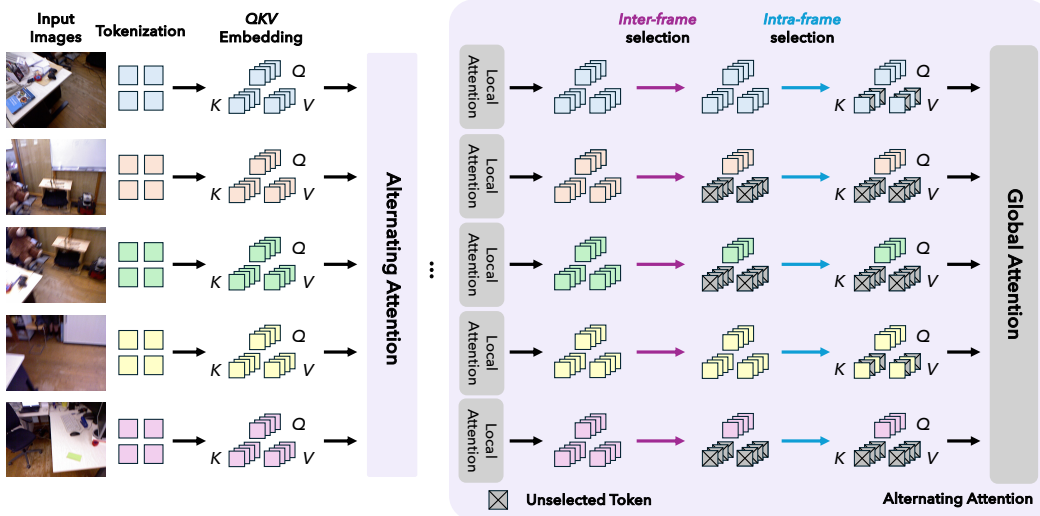 Input
Images
Tokenization
QKV
Embedding
Inter-frame
selection
Intra-frame
selection
Q
K
V
Q
K
V
Q
K
V
Q
K
V
Q
K
V
Alternating Attention
...
Local
Attention
Local
Attention
Local
Attention
Local
Attention
Local
Attention
Q
K
V
Q
K
V
Q
K
V
Q
K
V
Q
K
V
Global Attention
Unselected Token
Alternating Attention